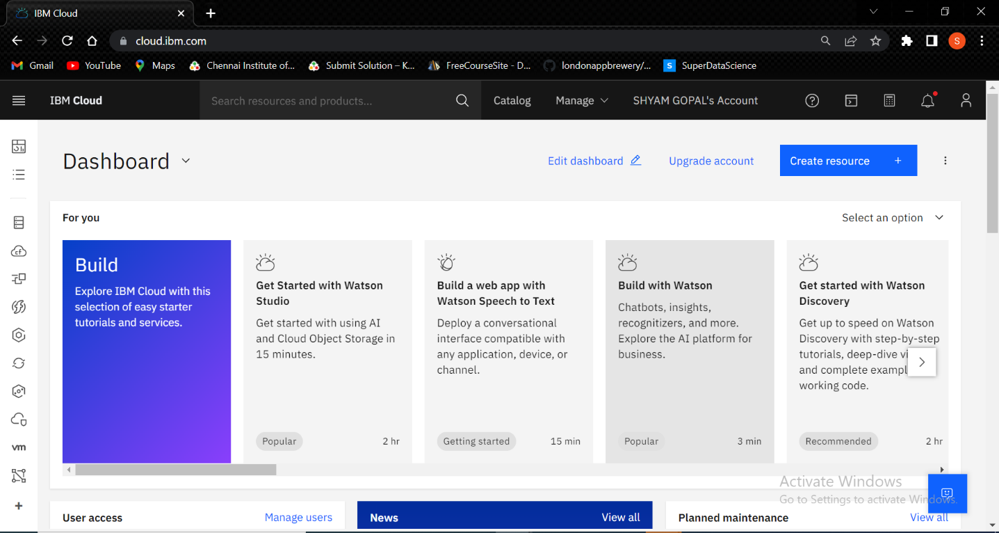 IBM Cloud
cloud.ibm.com
S
Gmail
YouTube
Maps
Chennai Institute of...
Submit Solution – K...
FreeCourseSite - D...
londonappbrewery/...
S
SuperDataScience
IBM Cloud
Search resources and products...
Catalog
Manage
SHYAM GOPAL's Account
Dashboard
Edit dashboard
Upgrade account
Create resource +
For you
Select an option
Build
Explore IBM Cloud with this
selection of easy starter
tutorials and services.
Get Started with Watson
Studio
Get started with using AI
and Cloud Object Storage in
15 minutes.
Popular
2 hr
Build a web app with
Watson Speech to Text
Deploy a conversational
interface compatible with
any application, device, or
channel.
Getting started
15 min
Build with Watson
Chatbots, insights,
recognitizers, and more.
Explore the AI platform for
business.
Popular
3 min
Get started with Watson
Discovery
Get up to speed on Watson
Discovery with step-by-step
tutorials, deep-dive vi
and complete exampl
working code.
Recommended
2 hr
cf
vm
Activate Windows
Go to Settings to activate Windows.
User access
Manage users
News
View all
Planned maintenance
View all